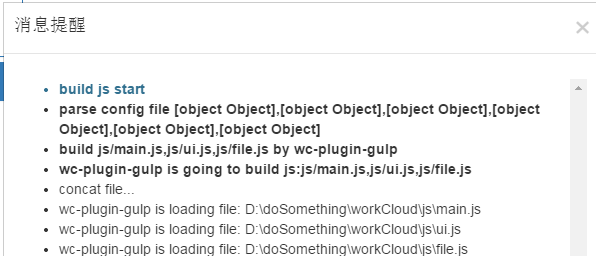 消息提醒
build js start
parse config file [object Object],[object Object],[object Object],[object
Object],[object Object],[object Object]
build js/main.js,js/ui.js,js/file.js by wc-plugin-gulp
wc-plugin-gulp is going to build js:js/main.js,js/ui.js,js/file.js
concat file...
wc-plugin-gulp is loading file: D:\doSomething\workCloud\js\main.js
wc-plugin-gulp is loading file: D:\doSomething\workCloud\js\ui.js
wc-plugin-gulp is loading file: D:\doSomething\workCloud\js\file.js